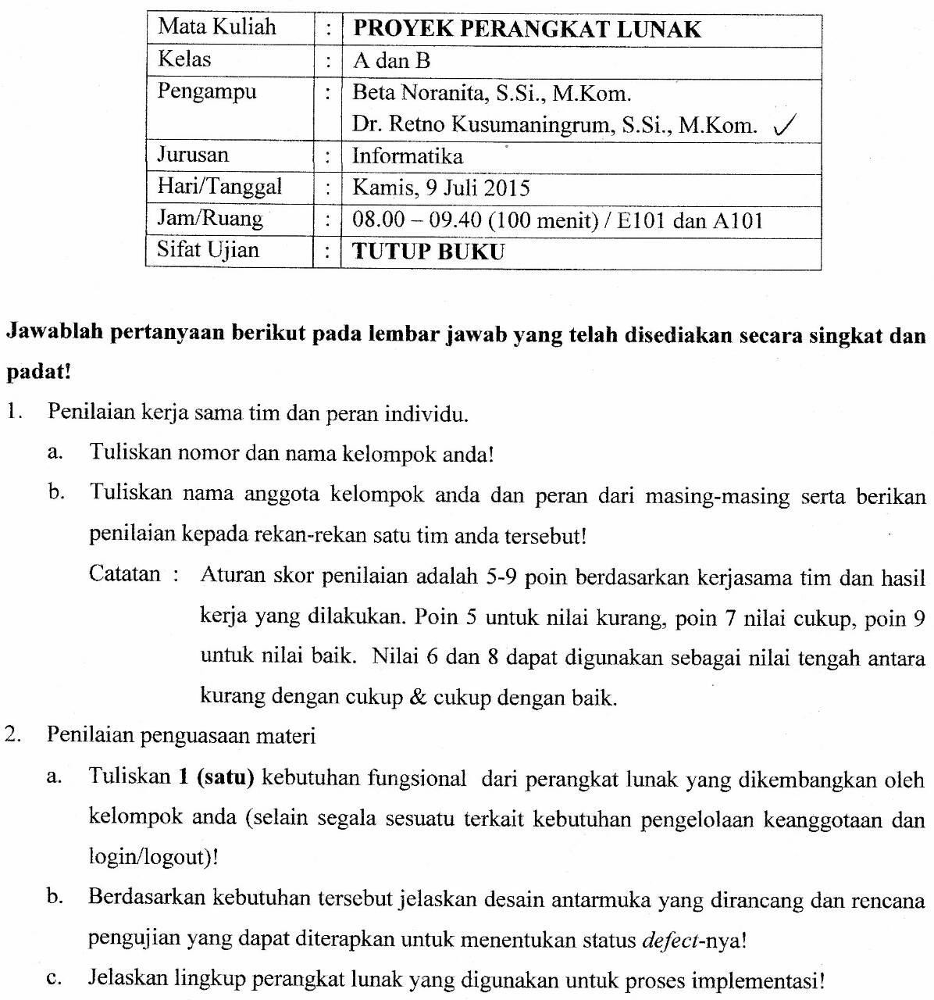 Mata Kuliah : PROYEK PERANGKAT LUNAK
Kelas : A dan B
Pengampu : Beta Noranita, S.Si., M.Kom.
Dr. Retno Kusumaningrum, S.Si., M.Kom. ✓
Jurusan : Informatika
Hari/Tanggal : Kamis, 9 Juli 2015
Jam/Ruang : 08.00 – 09.40 (100 menit) / E101 dan A101
Sifat Ujian : TUTUP BUKU
Jawablah pertanyaan berikut pada lembar jawab yang telah disediakan secara singkat dan
padat!
1. Penilaian kerja sama tim dan peran individu.
a. Tuliskan nomor dan nama kelompok anda!
b. Tuliskan nama anggota kelompok anda dan peran dari masing-masing serta berikan
penilaian kepada rekan-rekan satu tim anda tersebut!
Catatan : Aturan skor penilaian adalah 5-9 poin berdasarkan kerjasama tim dan hasil
kerja yang dilakukan. Poin 5 untuk nilai kurang, poin 7 nilai cukup, poin 9
untuk nilai baik. Nilai 6 dan 8 dapat digunakan sebagai nilai tengah antara
kurang dengan cukup & cukup dengan baik.
2. Penilaian penguasaan materi
a. Tuliskan 1 (satu) kebutuhan fungsional dari perangkat lunak yang dikembangkan oleh
kelompok anda (selain segala sesuatu terkait kebutuhan pengelolaan keanggotaan dan
login/logout)!
b. Berdasarkan kebutuhan tersebut jelaskan desain antarmuka yang dirancang dan rencana
pengujian yang dapat diterapkan untuk menentukan status defect-nya!
c. Jelaskan lingkup perangkat lunak yang digunakan untuk proses implementasi!